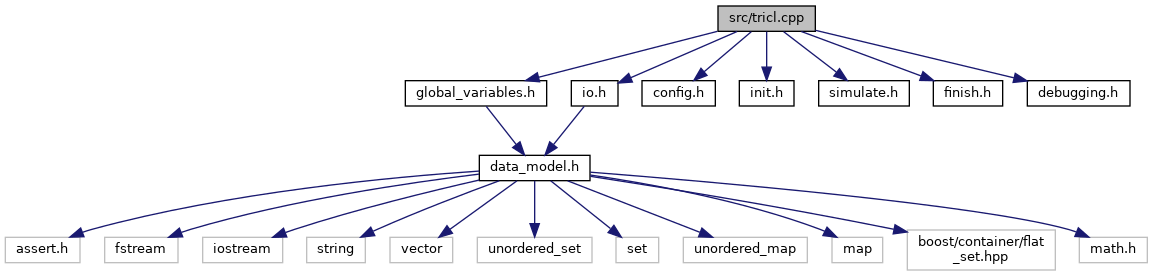 src/tricl.cpp
global_variables.h
io.h
config.h
init.h
simulate.h
finish.h
debugging.h
data_model.h
assert.h
fstream
iostream
string
vector
unordered_set
set
unordered_map
map
boost/container/flat
_set.hpp
math.h